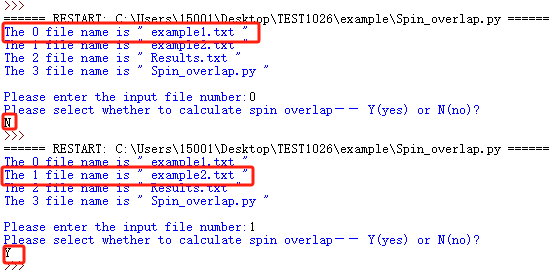 >>>
====== RESTART: C:\Users\15001\Desktop\TEST1026\example\Spin_overlap.py ======
The 0 file name is " example1.txt "
The 1 file name is " example2.txt "
The 2 file name is " Results.txt "
The 3 file name is " Spin_overlap.py "
Please enter the input file number:0
Please select whether to calculate spin overlap—— Y(yes) or N(no)?
N
>>>
====== RESTART: C:\Users\15001\Desktop\TEST1026\example\Spin_overlap.py ======
The 0 file name is " example1.txt "
The 1 file name is " example2.txt "
The 2 file name is " Results.txt "
The 3 file name is " Spin_overlap.py "
Please enter the input file number:1
Please select whether to calculate spin overlap—— Y(yes) or N(no)?
Y
>>>